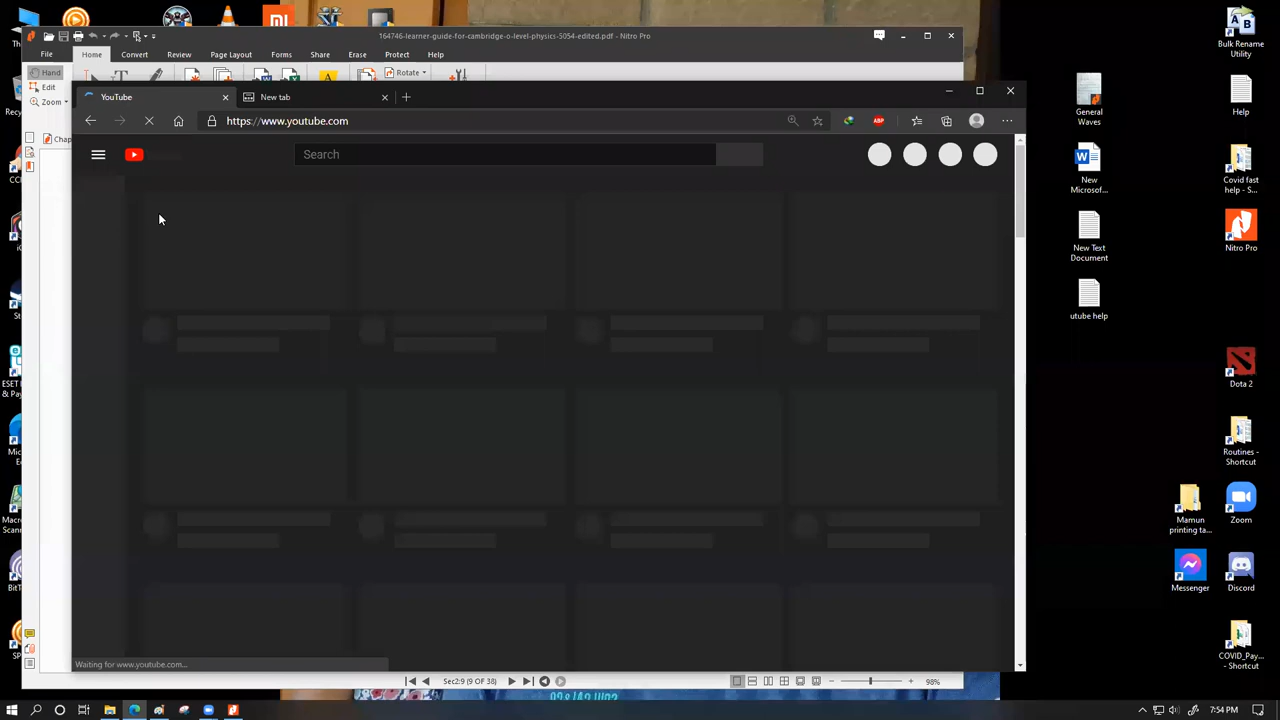 164746-learner-guide-for-cambridge-o-level-physics-5054-edited.pdf - Nitro Pro
File Home Convert Review Page Layout Forms Share Erase Protect Help
Hand
Edit
Zoom
Rotate
YouTube
New tab
https://www.youtube.com
ABP
Search
Waiting for www.youtube.com...
Sec2:9 (9 OF 38)
98%
General
Waves
New
Microsof...
New Text
Document
utube help
Bulk Rename
Utility
Help
Covid fast
help - S...
Nitro Pro
Dota 2
Routines -
Shortcut
Mamun
printing ta...
Zoom
Messenger
Discord
COVID_Pay...
- Shortcut
7:54 PM